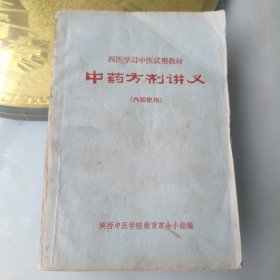 西医学习中医试用教材
中药方剂讲义
（内部使用）
陕西中医学院教育革命小组编